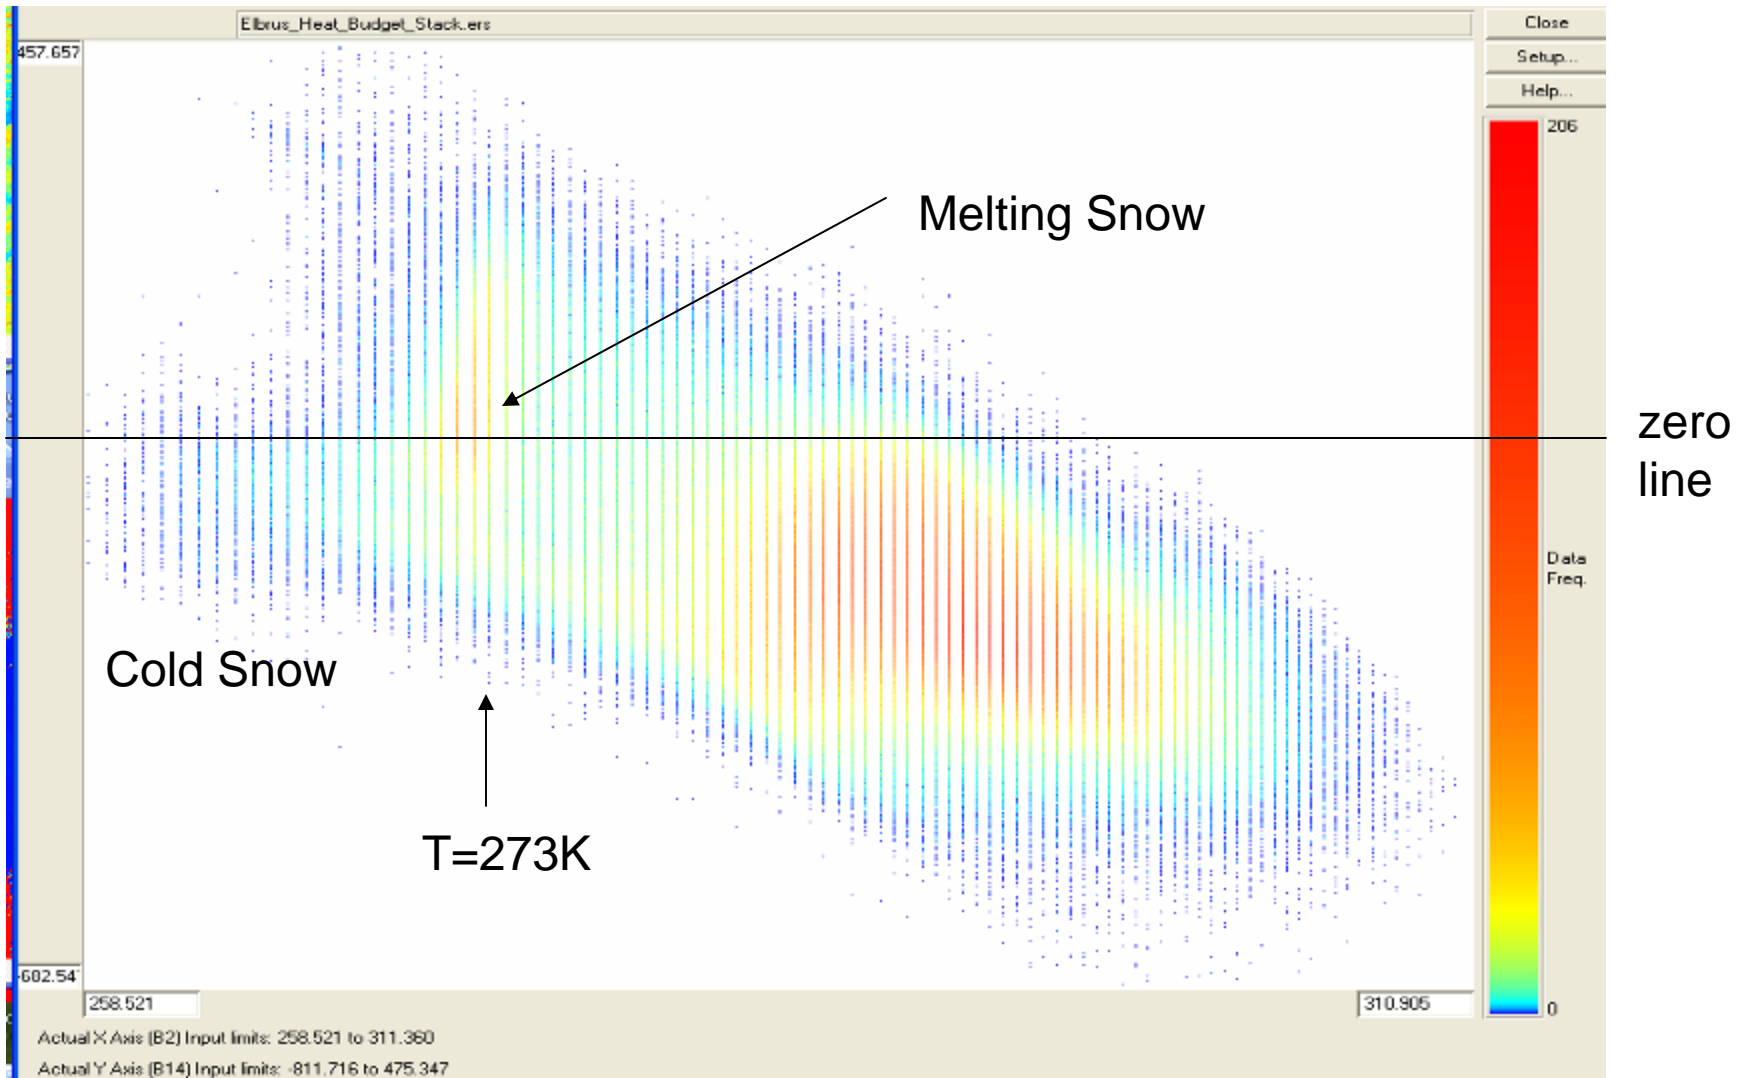 Elbrus_Heat_Budget_Stack.ers
Close
457.657
Setup...
Help...
206
Melting Snow
zero
line
Data
Freq.
Cold Snow
T=273K
-682.54
258.521
310.905
0
Actual X Axis (B2) Input limits: 258.521 to 311.360
Actual Y Axis (B14) Input limits: -811.716 to 475.347